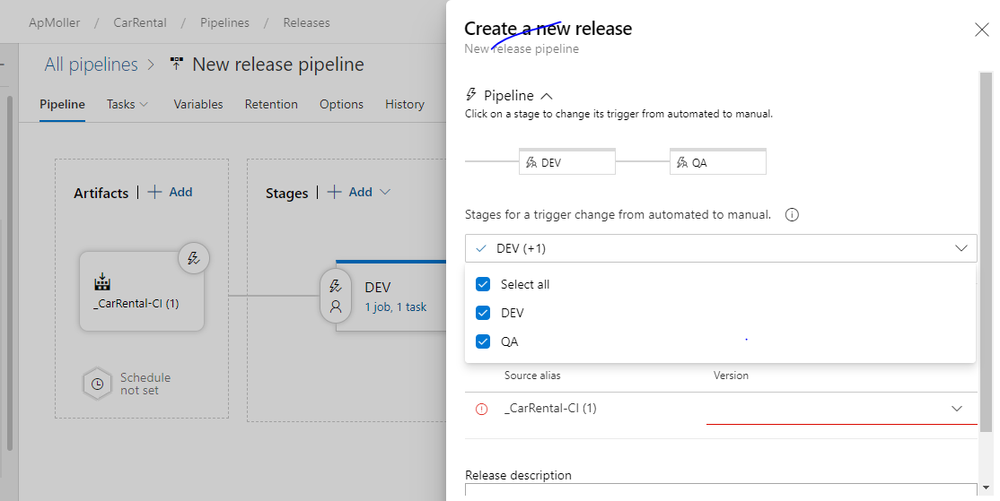 ApMoller / CarRental / Pipelines / Releases
All pipelines > New release pipeline
Pipeline Tasks Variables Retention Options History
Artifacts | + Add
Stages | + Add
_CarRental-CI (1)
Schedule
not set
DEV
1 job, 1 task
Create a new release
New release pipeline
Pipeline
Click on a stage to change its trigger from automated to manual.
DEV QA
Stages for a trigger change from automated to manual.
DEV (+1)
Select all
DEV
QA
Source alias Version
_CarRental-CI (1)
Release description